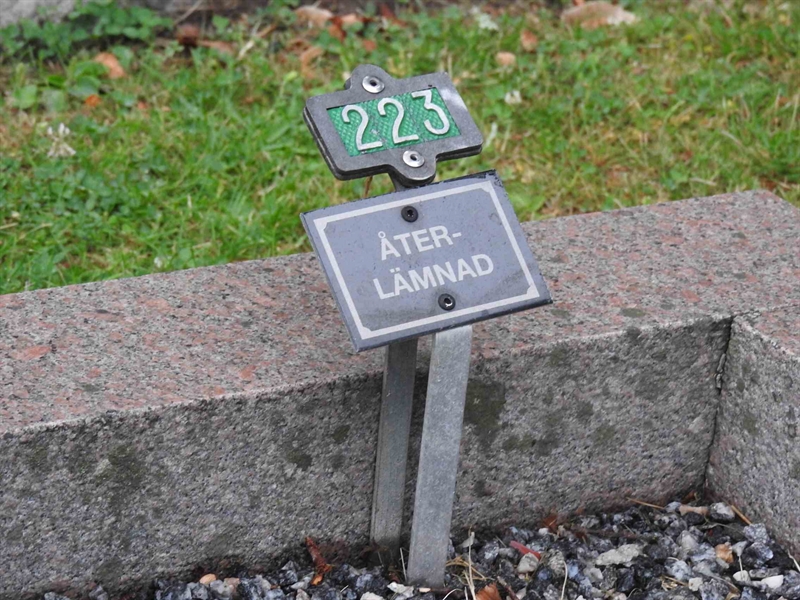 223
ÅTER-
LÄMNAD